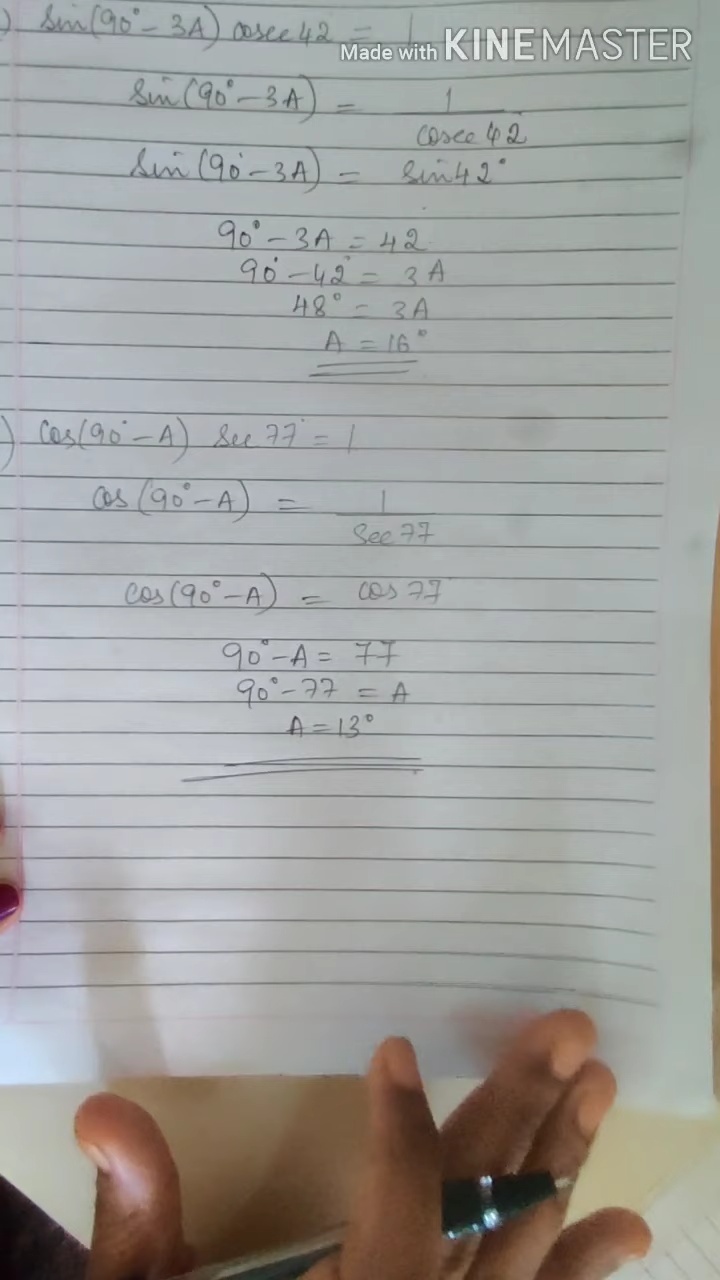 ) sin(90° - 3A) cosec 42 = 1
Made with KINEMASTER
sin(90° - 3A) = 1 / cosec 42
sin(90° - 3A) = sin 42°
90° - 3A = 42
90° - 42° = 3A
48° = 3A
A = 16°
) cos(90° - A) sec 77° = 1
cos(90° - A) = 1 / sec 77
cos(90° - A) = cos 77
90° - A = 77
90° - 77 = A
A = 13°